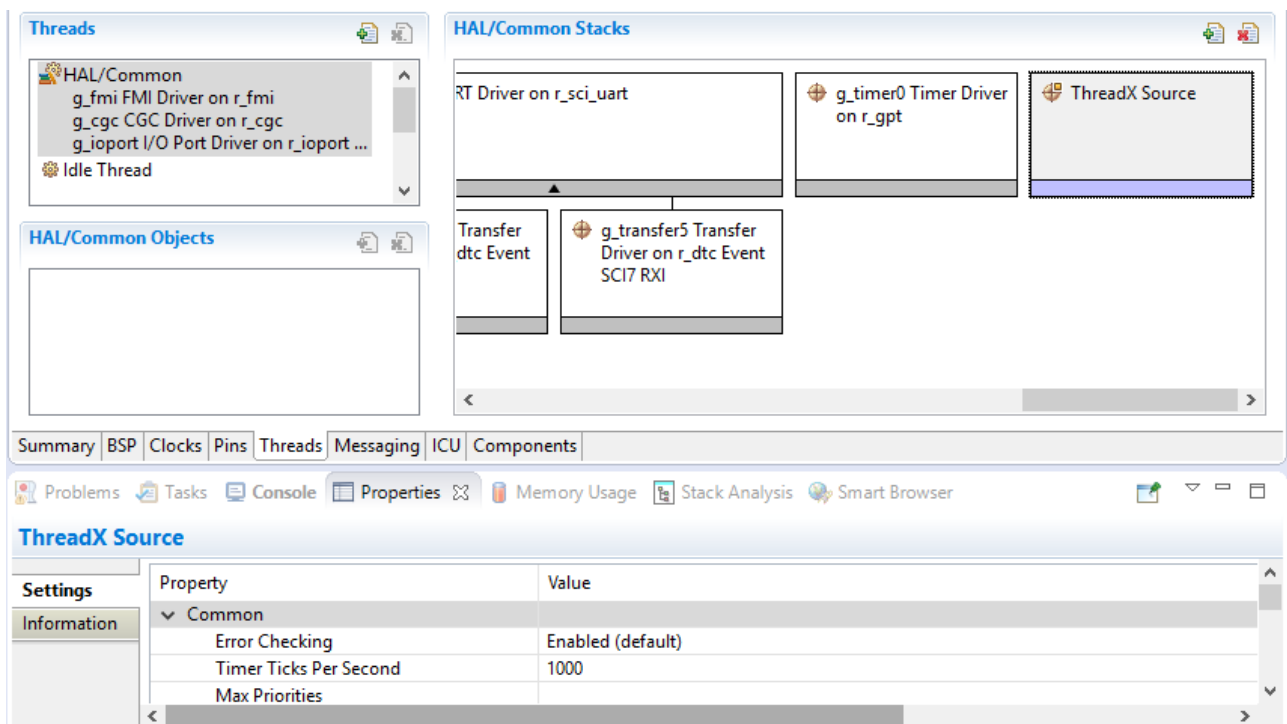 Threads
HAL/Common
g_fmi FMI Driver on r_fmi
g_cgc CGC Driver on r_cgc
g_ioport I/O Port Driver on r_ioport ...
Idle Thread
HAL/Common Objects
HAL/Common Stacks
RT Driver on r_sci_uart
g_timer0 Timer Driver
on r_gpt
ThreadX Source
Transfer
dtc Event
g_transfer5 Transfer
Driver on r_dtc Event
SCI7 RXI
Summary BSP Clocks Pins Threads Messaging ICU Components
Problems Tasks Console Properties Memory Usage Stack Analysis Smart Browser
ThreadX Source
Settings
Information
Property Value
Common
Error Checking Enabled (default)
Timer Ticks Per Second 1000
Max Priorities